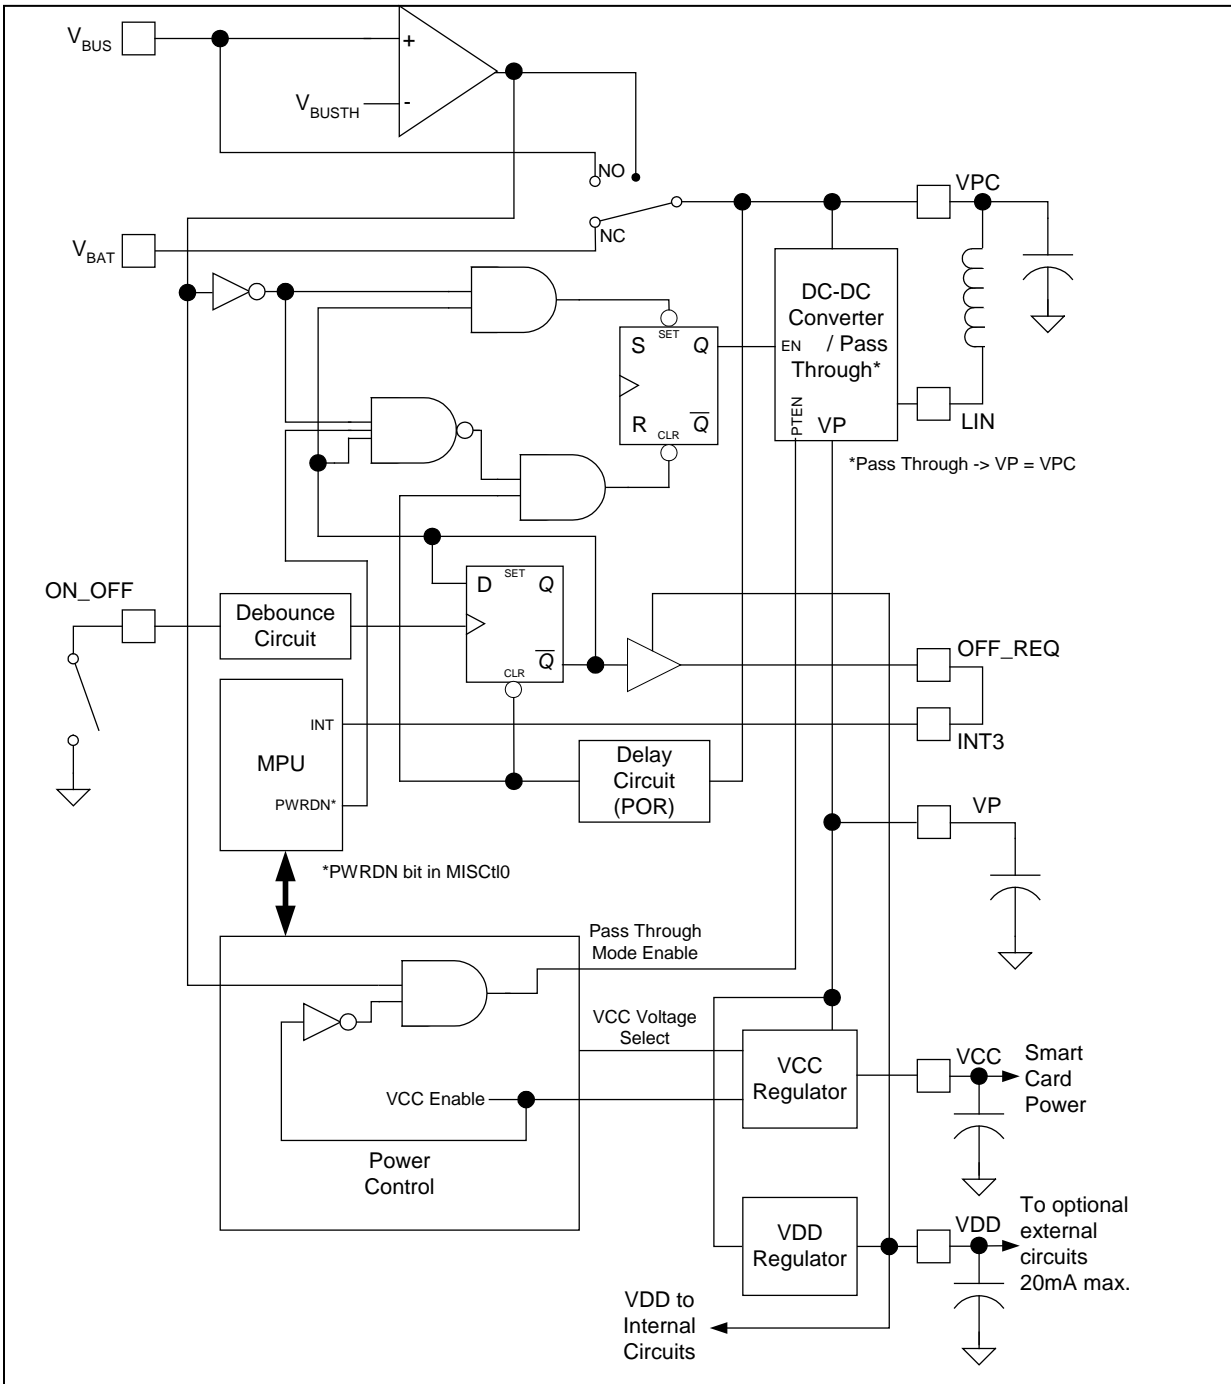 VBUS
+
VBUSTH
-
NO
VPC
NC
VBAT
DC-DC
Converter
/ Pass
Through*
SET
S
Q
EN
R
Q
CLR
PTEN
VP
LIN
*Pass Through -> VP = VPC
ON_OFF
Debounce
Circuit
SET
D
Q
Q
CLR
OFF_REQ
INT
INT3
MPU
PWRDN*
Delay
Circuit
(POR)
VP
*PWRDN bit in MISCtl0
Pass Through
Mode Enable
VCC Voltage
Select
VCC
Regulator
VCC
Smart
Card
Power
VCC Enable
Power
Control
VDD
Regulator
VDD
To optional
external
circuits
20mA max.
VDD to
Internal
Circuits